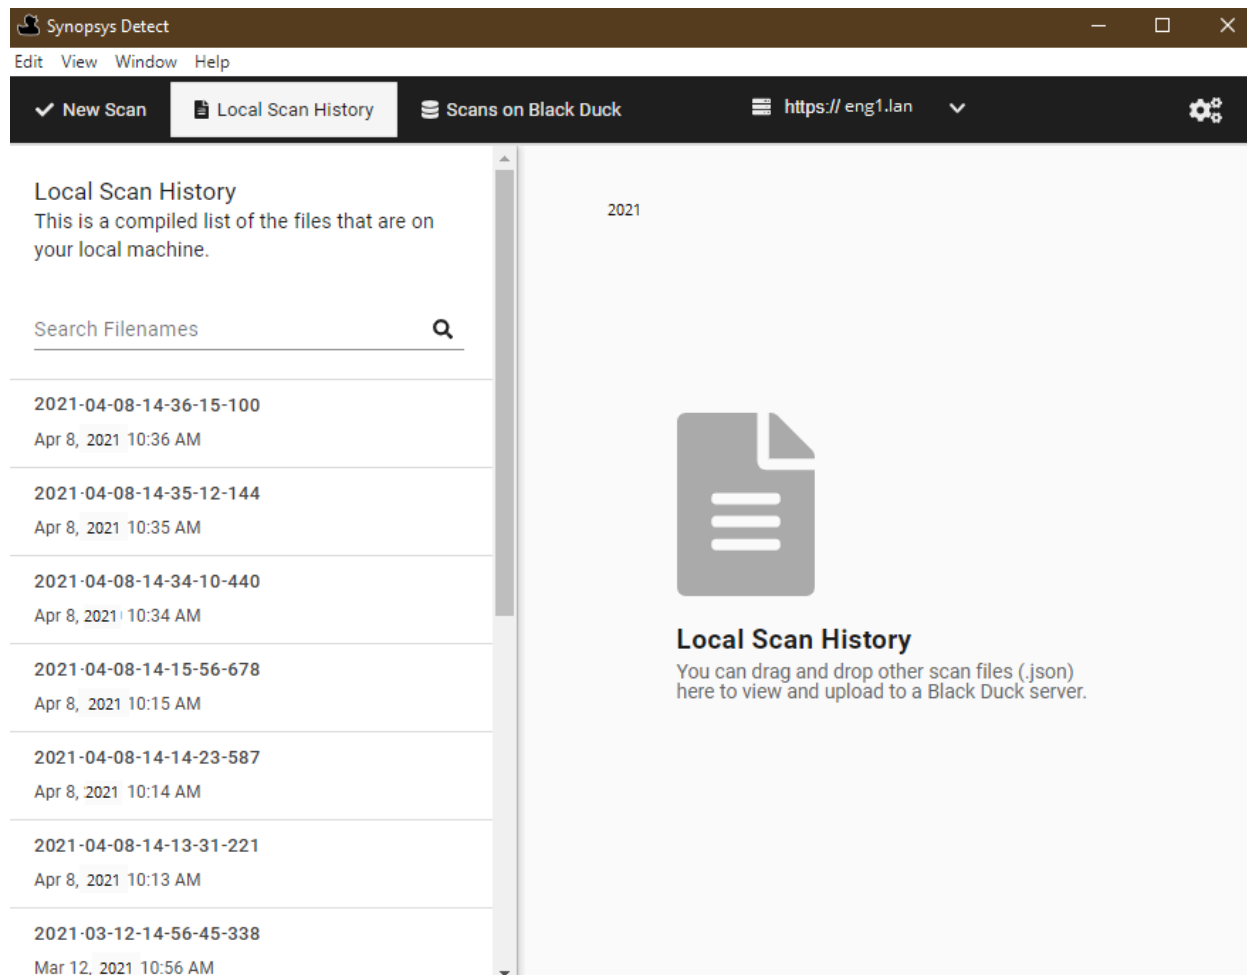 Synopsys Detect
Edit View Window Help
New Scan Local Scan History Scans on Black Duck https:// eng1.lan
Local Scan History
This is a compiled list of the files that are on
your local machine.
Search Filenames
2021-04-08-14-36-15-100
Apr 8, 2021 10:36 AM
2021-04-08-14-35-12-144
Apr 8, 2021 10:35 AM
2021-04-08-14-34-10-440
Apr 8, 2021 10:34 AM
2021-04-08-14-15-56-678
Apr 8, 2021 10:15 AM
2021-04-08-14-14-23-587
Apr 8, 2021 10:14 AM
2021-04-08-14-13-31-221
Apr 8, 2021 10:13 AM
2021-03-12-14-56-45-338
Mar 12, 2021 10:56 AM
2021
Local Scan History
You can drag and drop other scan files (.json)
here to view and upload to a Black Duck server.